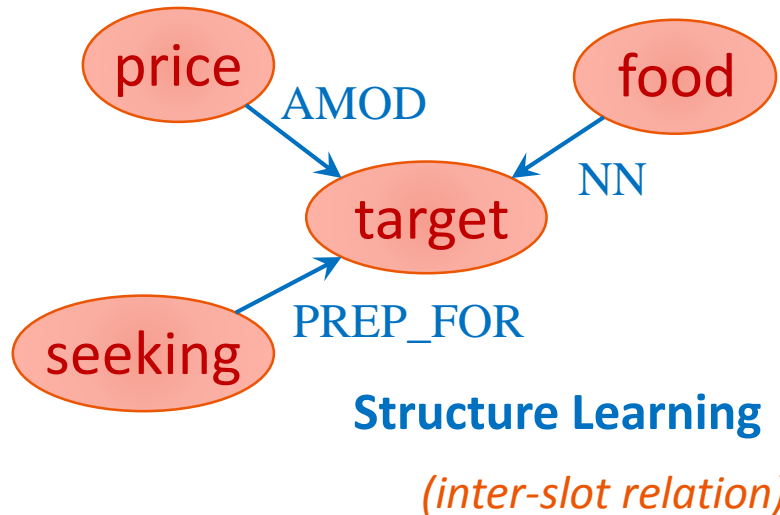 price
food
AMOD
NN
target
PREP_FOR
seeking
Structure Learning
(inter-slot relation)